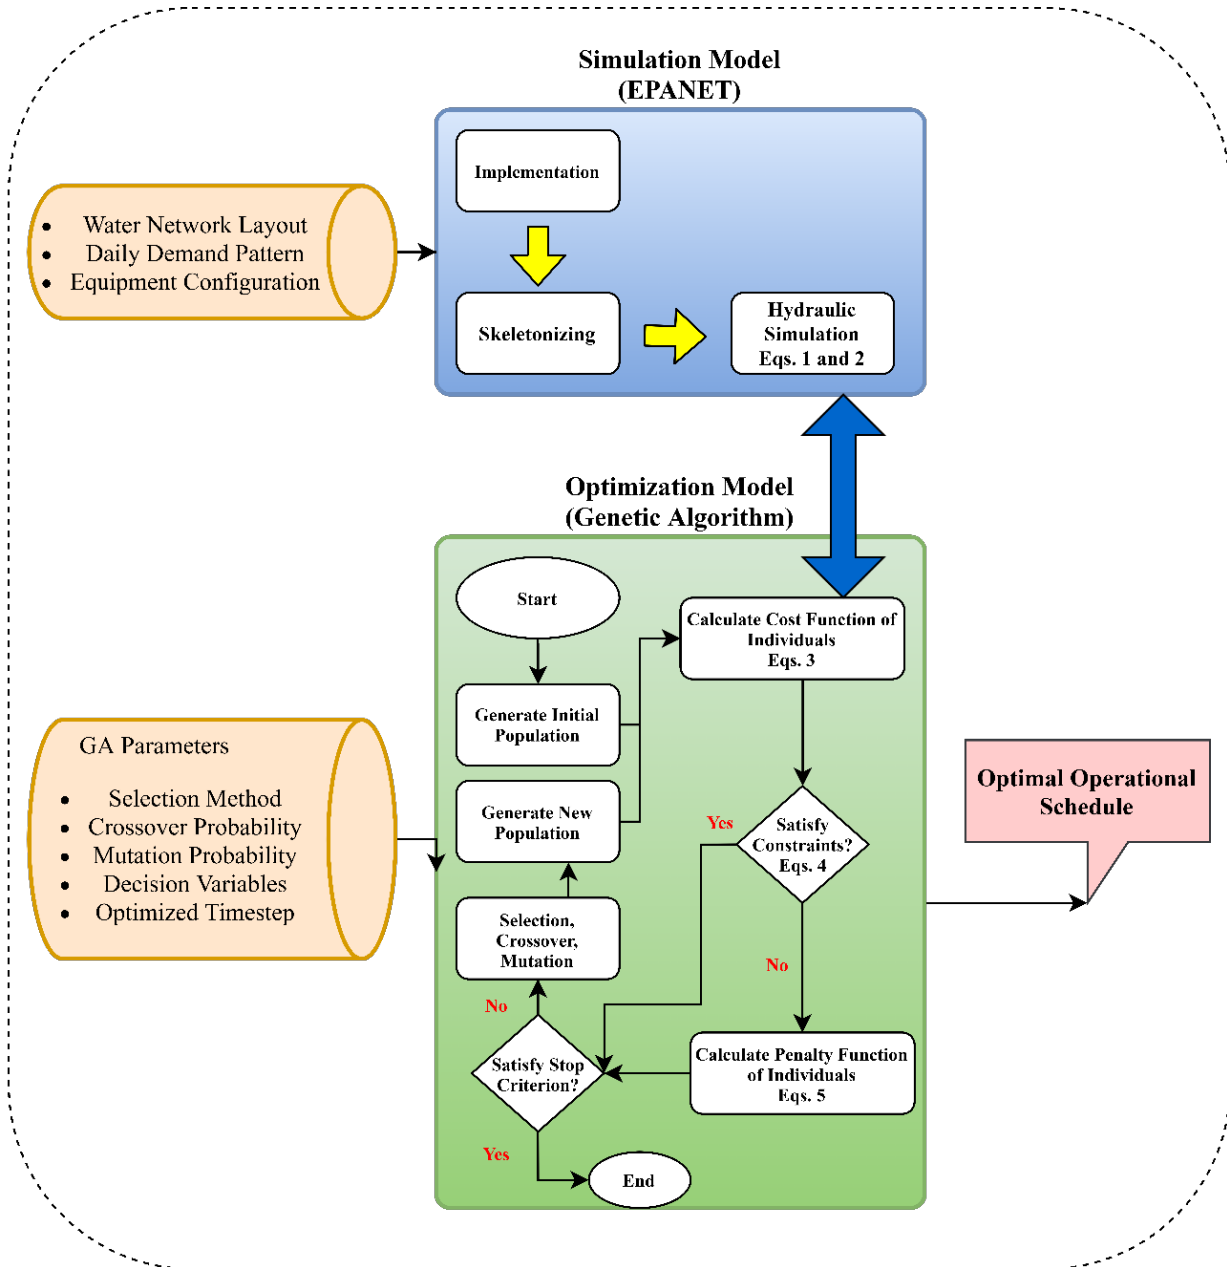 Simulation Model
(EPANET)
Implementation
• Water Network Layout
• Daily Demand Pattern
• Equipment Configuration
Skeletonizing
Hydraulic
Simulation
Eqs. 1 and 2
Optimization Model
(Genetic Algorithm)
Start
Calculate Cost Function of
Individuals
Eqs. 3
Generate Initial
Population
GA Parameters
• Selection Method
• Crossover Probability
• Mutation Probability
• Decision Variables
• Optimized Timestep
Generate New
Population
Yes
Satisfy
Constraints?
Eqs. 4
Optimal Operational
Schedule
Selection,
Crossover,
Mutation
No
No
Satisfy Stop
Criterion?
Calculate Penalty Function
of Individuals
Eqs. 5
Yes
End